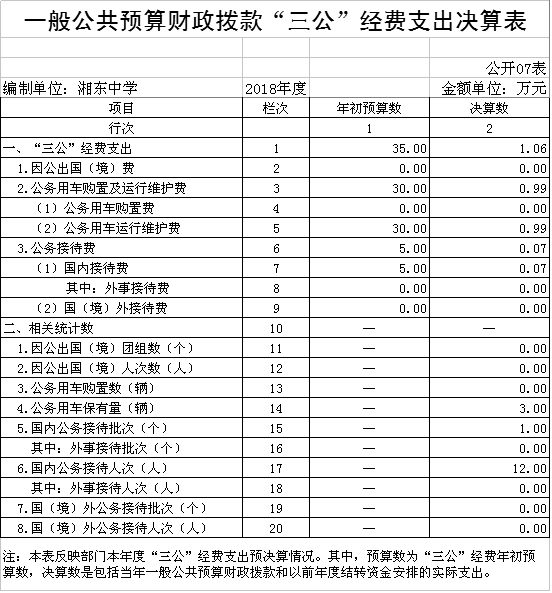 一般公共预算财政拨款“三公”经费支出决算表
公开07表
编制单位：湘东中学 2018年度 金额单位：万元
项目 栏次 年初预算数 决算数
行次 1 2
一、“三公”经费支出 1 35.00 1.06
1.因公出国（境）费 2 0.00 0.00
2.公务用车购置及运行维护费 3 30.00 0.99
（1）公务用车购置费 4 0.00 0.00
（2）公务用车运行维护费 5 30.00 0.99
3.公务接待费 6 5.00 0.07
（1）国内接待费 7 5.00 0.07
其中：外事接待费 8 0.00 0.00
（2）国（境）外接待费 9 0.00 0.00
二、相关统计数 10 — —
1.因公出国（境）团组数（个） 11 — 0.00
2.因公出国（境）人次数（人） 12 — 0.00
3.公务用车购置数（辆） 13 — 0.00
4.公务用车保有量（辆） 14 — 3.00
5.国内公务接待批次（个） 15 — 1.00
其中：外事接待批次（个） 16 — 0.00
6.国内公务接待人次（人） 17 — 12.00
其中：外事接待人次（人） 18 — 0.00
7.国（境）外公务接待批次（个） 19 — 0.00
8.国（境）外公务接待人次（人） 20 — 0.00
注：本表反映部门本年度“三公”经费支出预决算情况。其中，预算数为“三公”经费年初预
算数，决算数是包括当年一般公共预算财政拨款和以前年度结转资金安排的实际支出。